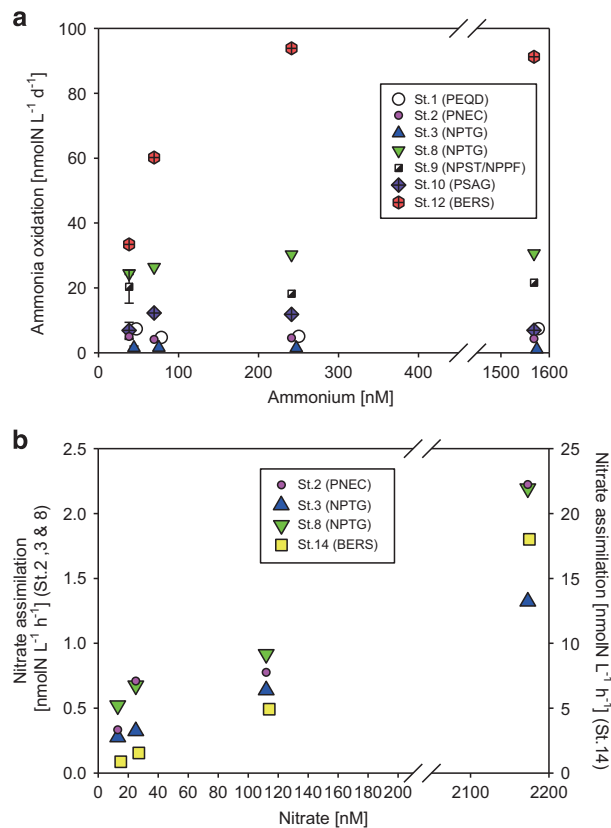 a
Ammonia oxidation [nmolN L⁻¹ d⁻¹]
100
80
60
40
20
0
St.1 (PEQD)
St.2 (PNEC)
St.3 (NPTG)
St.8 (NPTG)
St.9 (NPST/NPPF)
St.10 (PSAG)
St.12 (BERS)
0 100 200 300 400 1500 1600
Ammonium [nM]
b
Nitrate assimilation
[nmolN L⁻¹ h⁻¹] (St.2 ,3 & 8)
2.5
2.0
1.5
1.0
0.5
0.0
St.2 (PNEC)
St.3 (NPTG)
St.8 (NPTG)
St.14 (BERS)
25
20
15
10
5
0
Nitrate assimilation [nmolN L⁻¹
h⁻¹] (St.14)
0 20 40 60 80 100 120 140 160 180 200 2100 2200
Nitrate [nM]